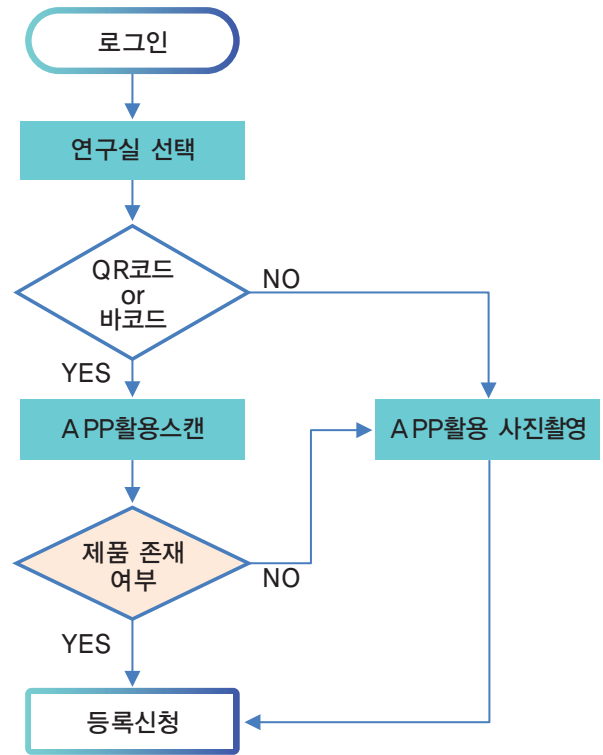 로그인
연구실 선택
QR코드
or
바코드
NO
YES
APP활용스캔
APP활용 사진촬영
제품 존재
여부
NO
YES
등록신청